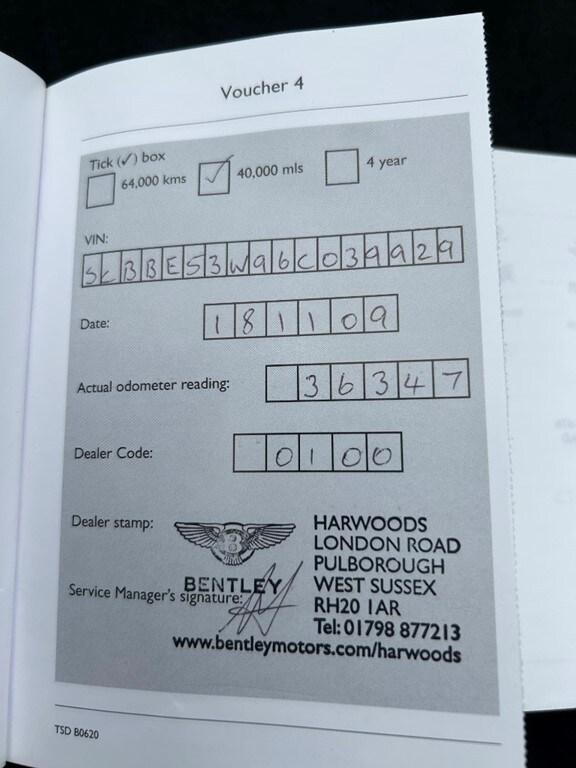 Voucher 4
Tick (✓) box
64,000 kms ✓ 40,000 mls 4 year
VIN:
SCBBE53W96C039929
Date:
181109
Actual odometer reading:
36347
Dealer Code:
0100
Dealer stamp:
B
BENTLEY
HARWOODS
LONDON ROAD
PULBOROUGH
WEST SUSSEX
RH20 1AR
Tel: 01798 877213
www.bentleymotors.com/harwoods
Service Manager's signature:
TSD B0620